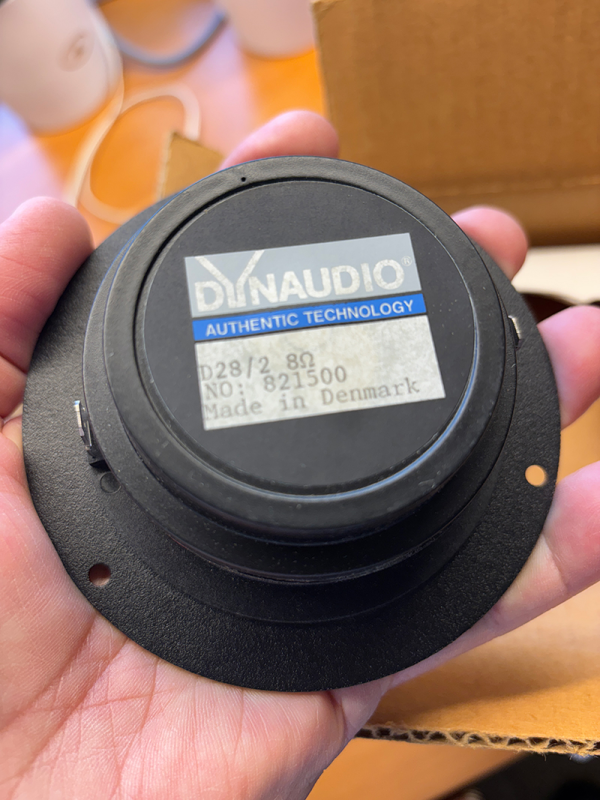 DYNAUDIO®
AUTHENTIC TECHNOLOGY
D28/2 8Ω
NO: 821500
Made in Denmark